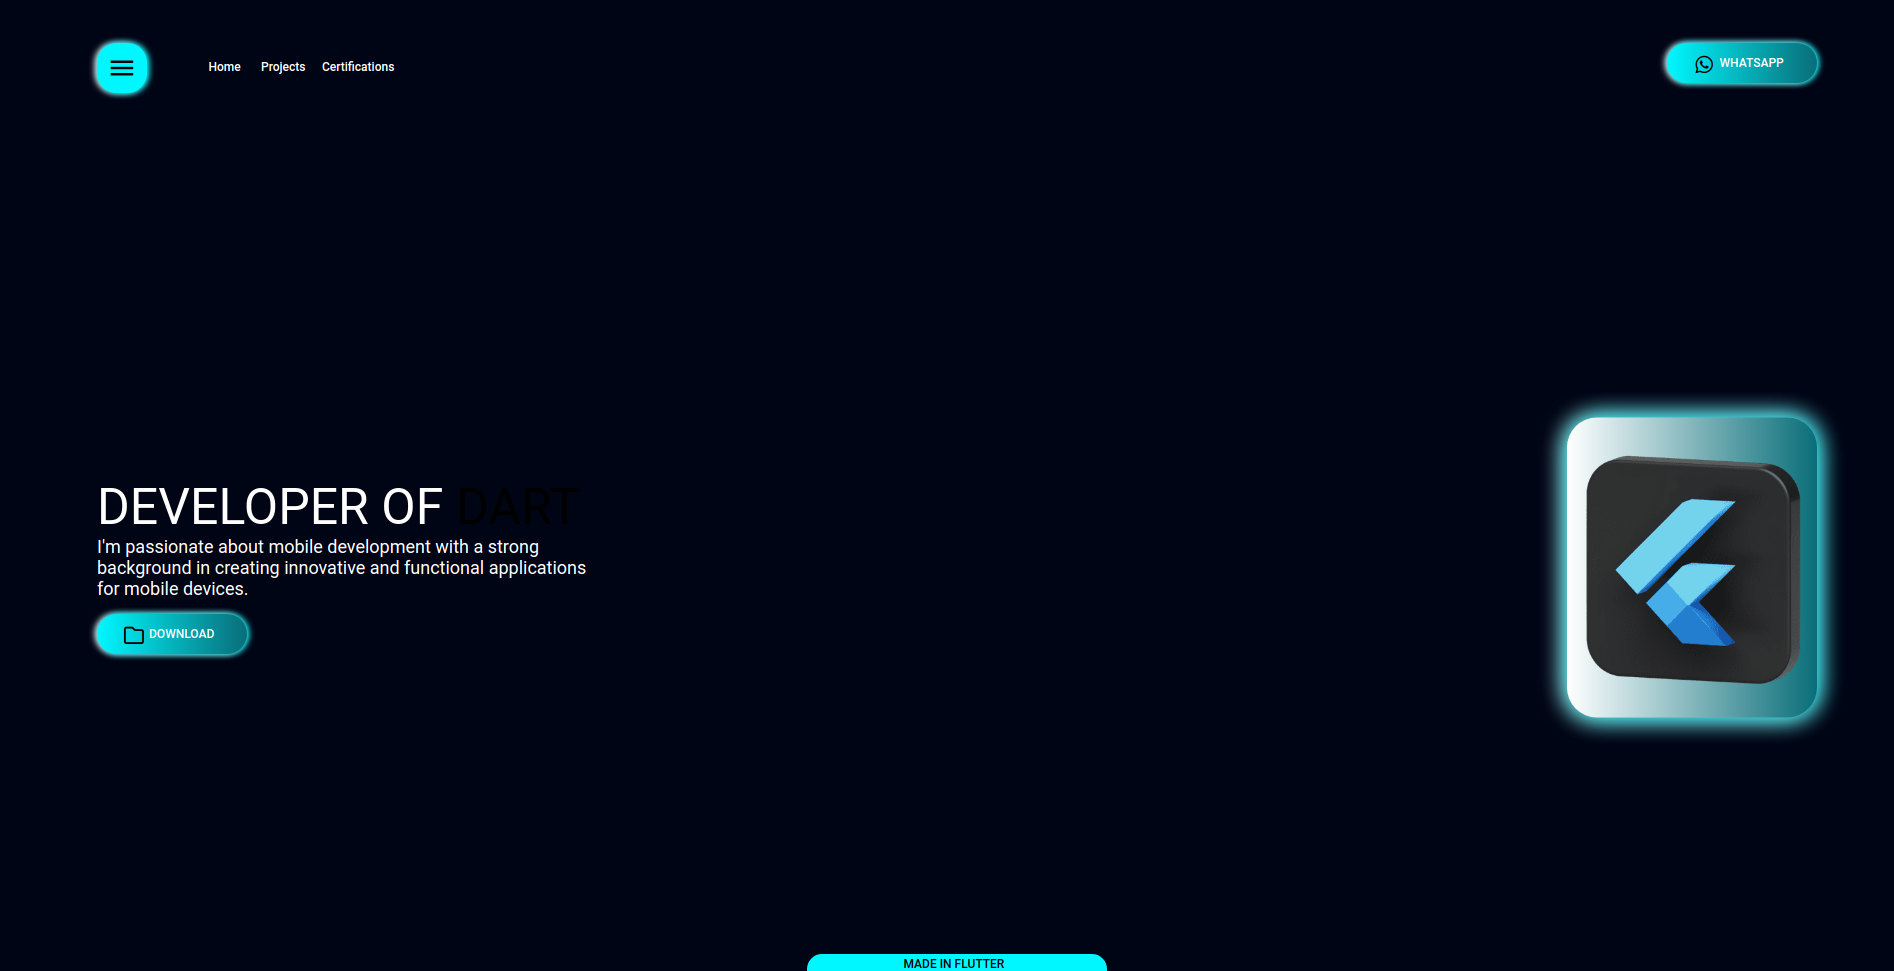 Home Projects Certifications
WHATSAPP
DEVELOPER OF DART
I'm passionate about mobile development with a strong
background in creating innovative and functional applications
for mobile devices.
DOWNLOAD
MADE IN FLUTTER